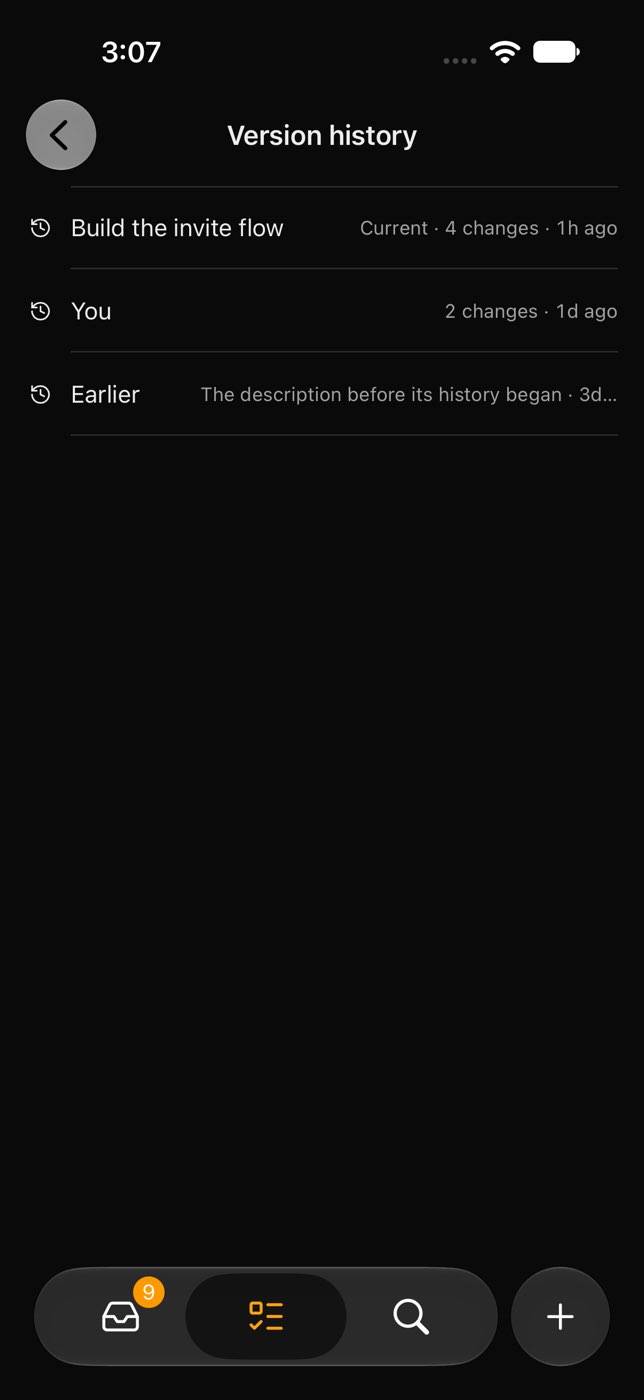 3:07
Version history
Build the invite flow Current · 4 changes · 1h ago
You 2 changes · 1d ago
Earlier The description before its history began · 3d...
9